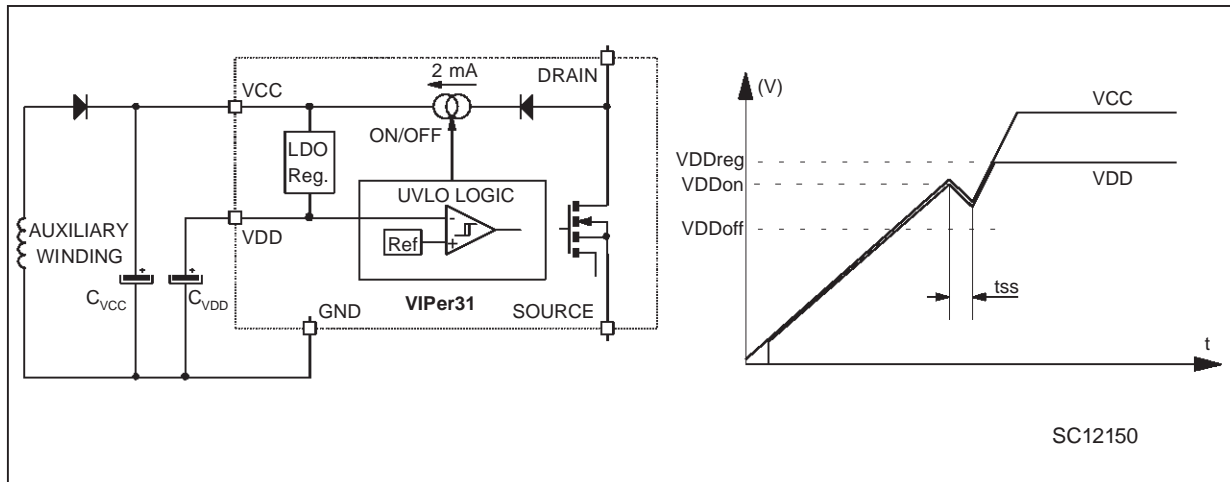 2 mA
DRAIN
VCC
ON/OFF
LDO
Reg.
UVLO LOGIC
-
Ref
+
VDD
AUXILIARY
WINDING
+
+
CVCC
CVDD
VIPer31
GND
SOURCE
(V)
VCC
VDDreg
VDDon
VDD
VDDoff
tss
t
SC12150